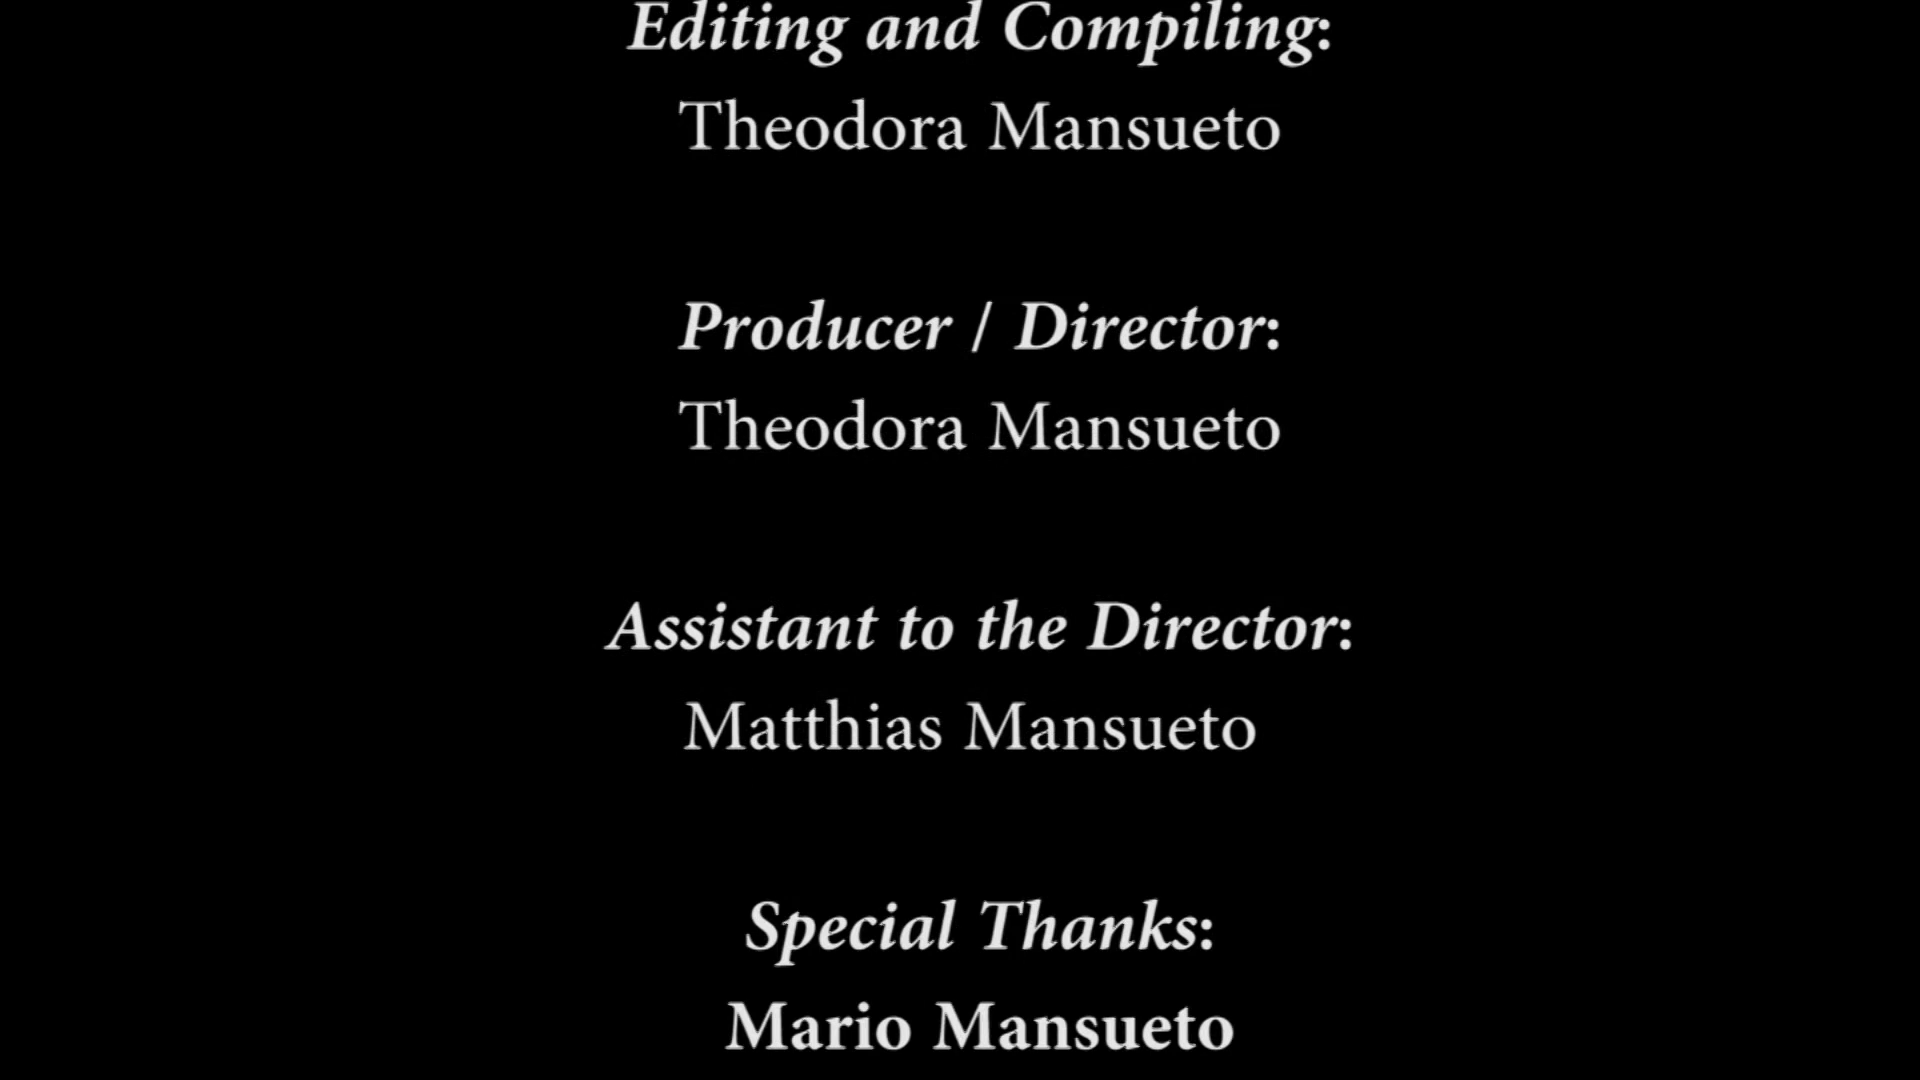 Editing and Compiling:
Theodora Mansueto
Producer / Director:
Theodora Mansueto
Assistant to the Director:
Matthias Mansueto
Special Thanks:
Mario Mansueto